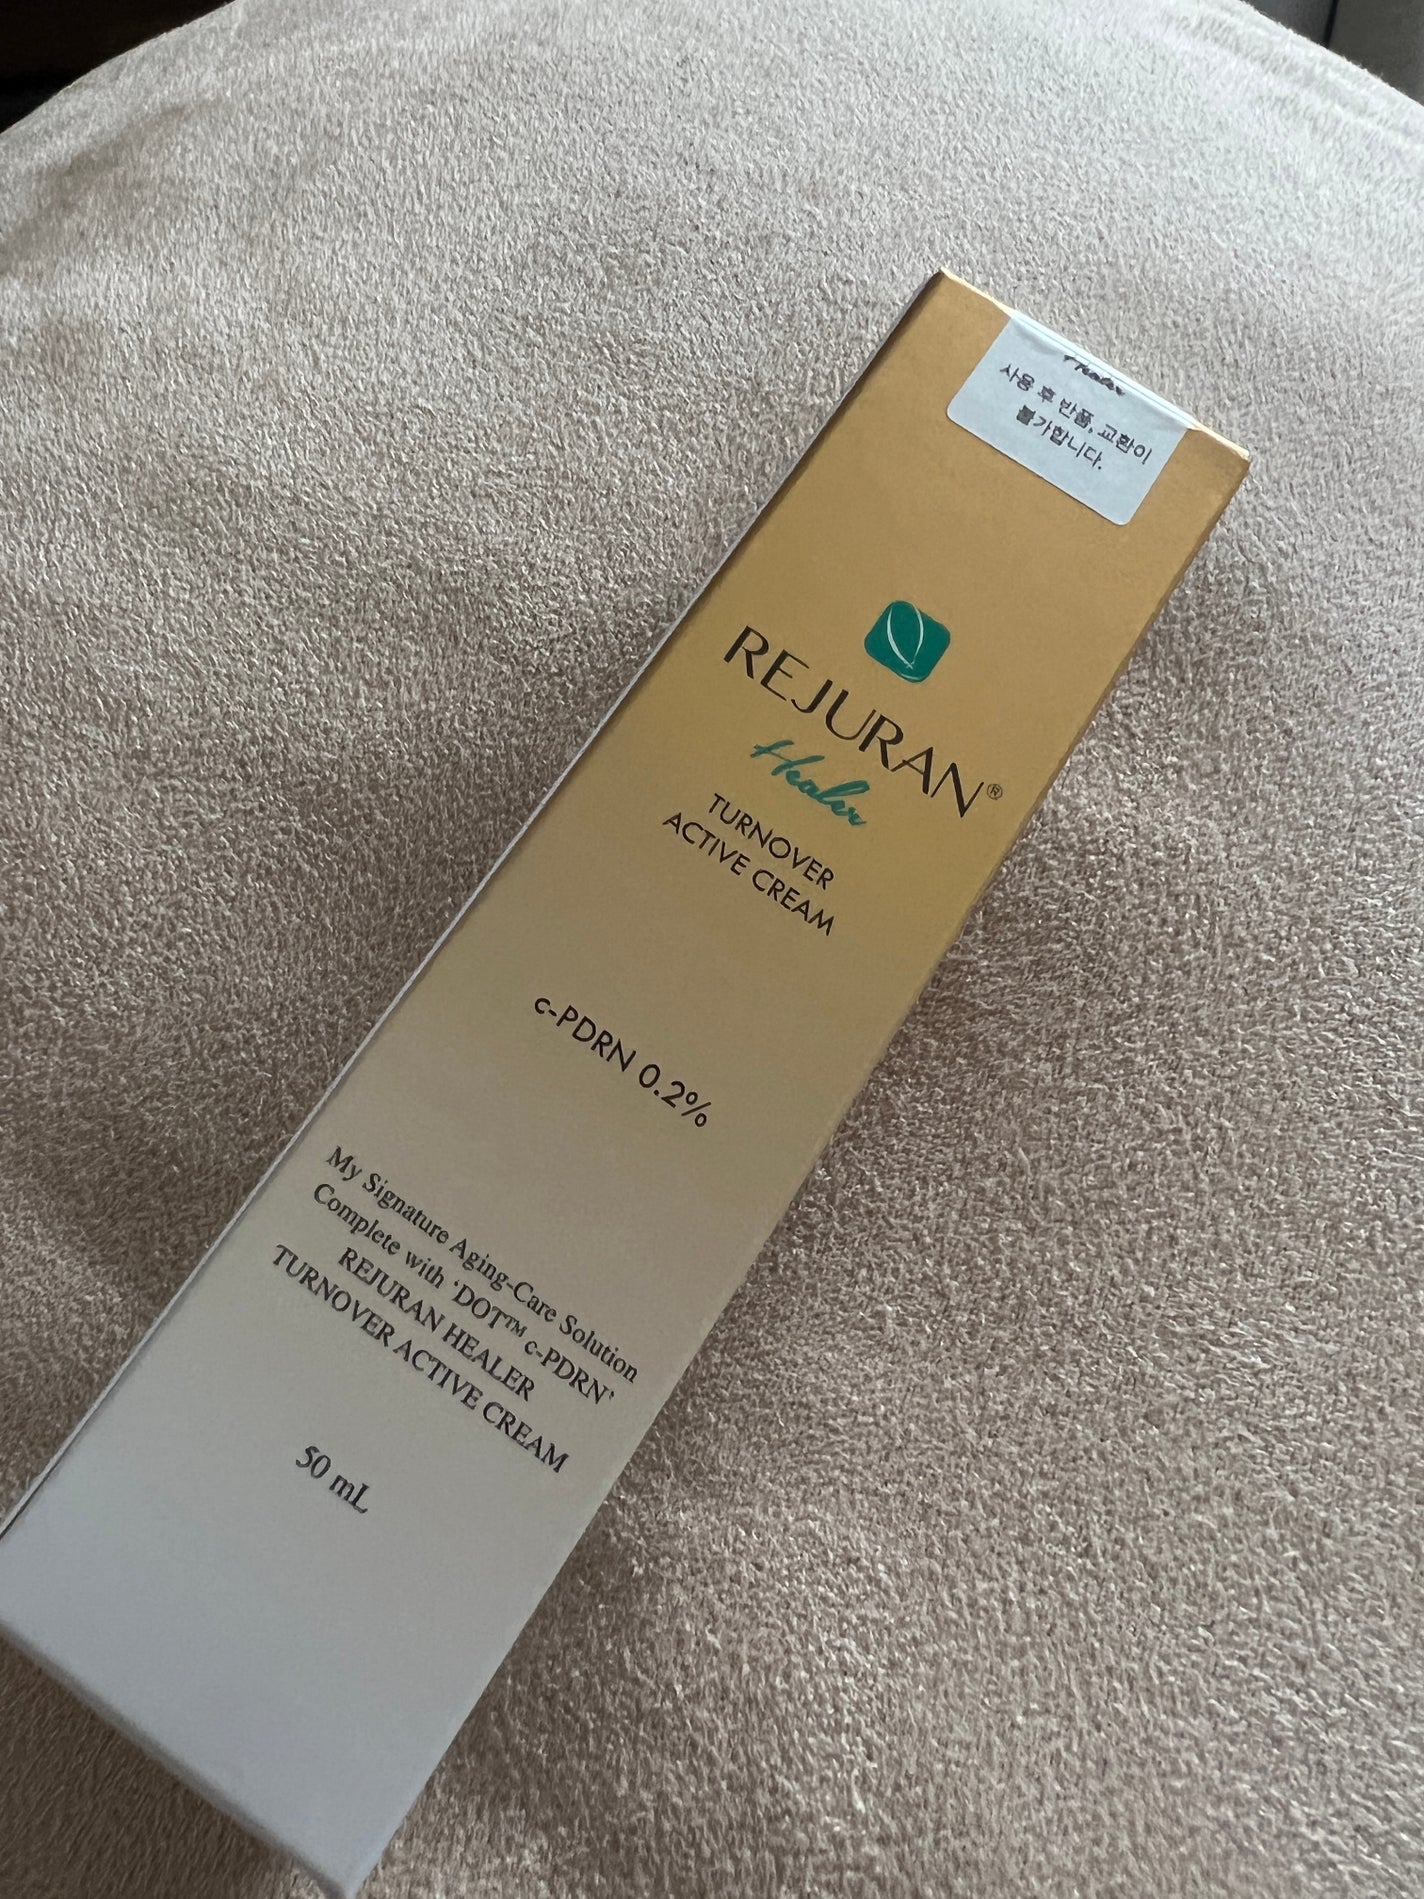 Healer
사용 후 반품, 교환이
불가합니다.
REJURAN®
Healer
TURNOVER
ACTIVE CREAM
c-PDRN 0.2%
My Signature Aging-Care Solution
Complete with ‘DOT™ c-PDRN’
REJURAN HEALER
TURNOVER ACTIVE CREAM
50 mL